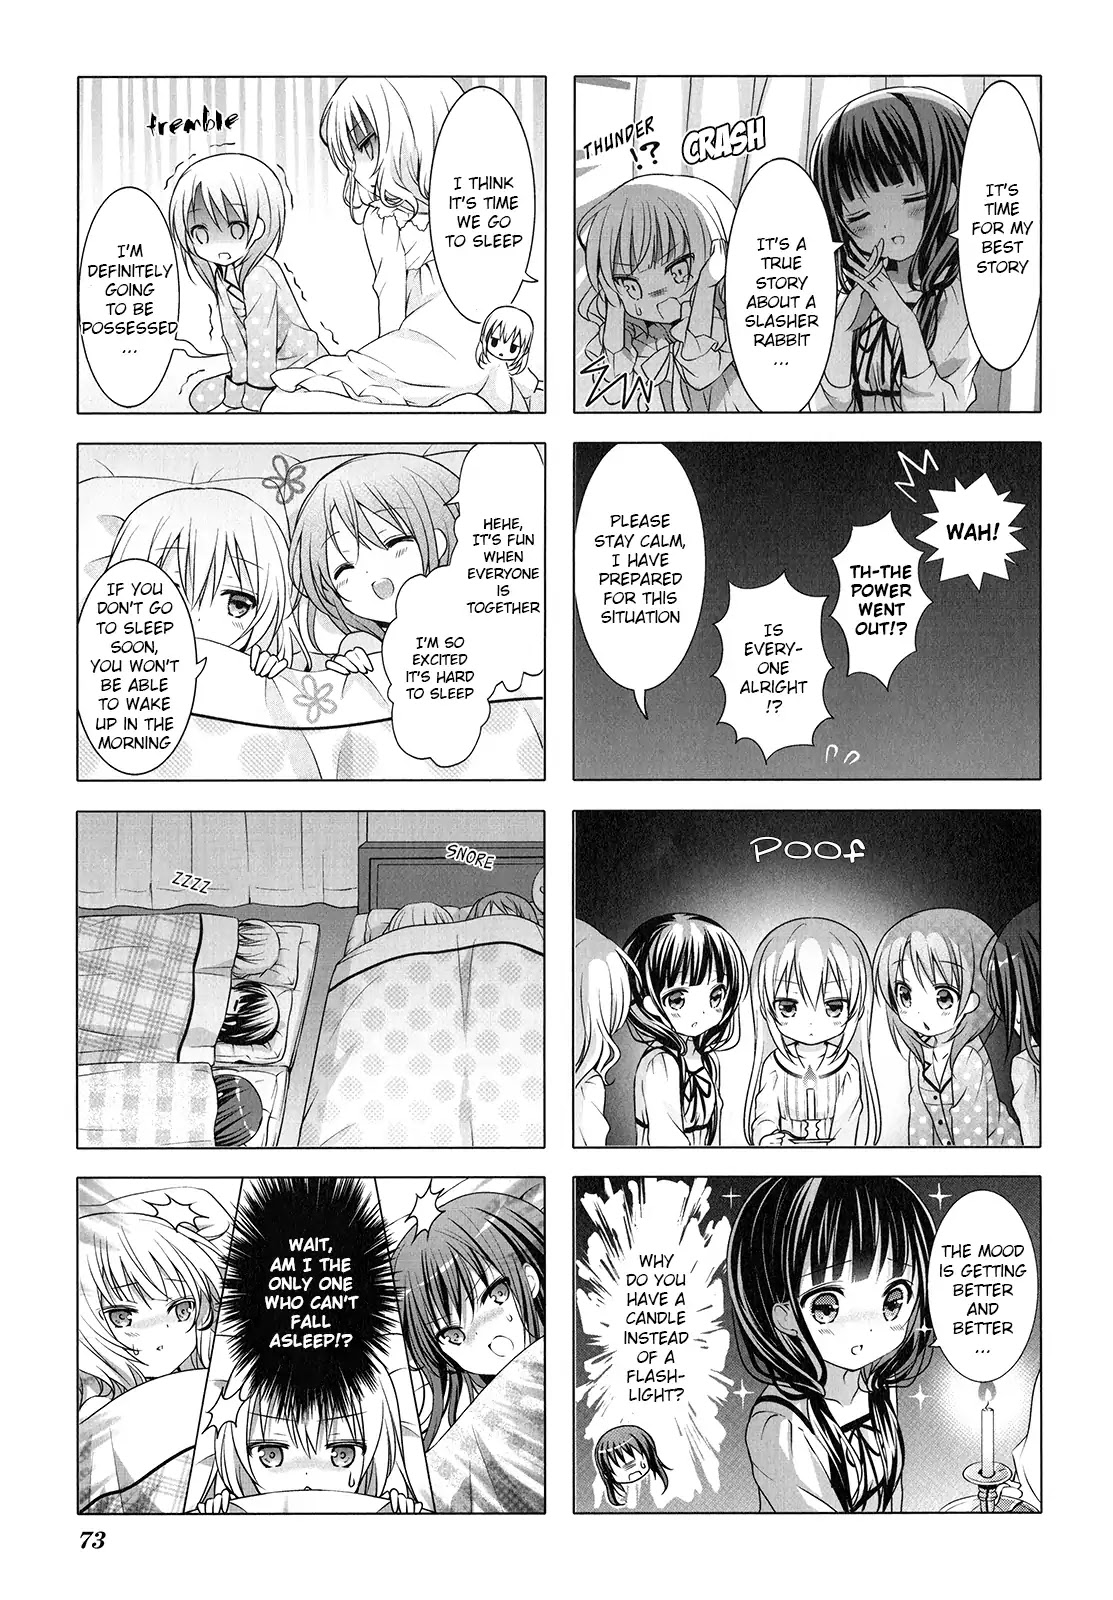 IT'S
TIME
FOR MY
BEST
STORY
CRASH
THUNDER
!?
IT'S A
TRUE
STORY
ABOUT A
SLASHER
RABBIT
...
WAH!
TH-THE
POWER
WENT
OUT!?
IS
EVERY-
ONE
ALRIGHT
!?
PLEASE
STAY CALM,
I HAVE
PREPARED
FOR THIS
SITUATION
Poof
THE MOOD
IS GETTING
BETTER
AND
BETTER
...
WHY
DO YOU
HAVE A
CANDLE
INSTEAD
OF A
FLASH-
LIGHT?
I THINK
IT'S TIME
WE GO
TO SLEEP
tremble
I'M
DEFINITELY
GOING
TO BE
POSSESSED
...
HEHE,
IT'S FUN
WHEN
EVERYONE
IS
TOGETHER
I'M SO
EXCITED
IT'S HARD
TO SLEEP
IF YOU
DON'T GO
TO SLEEP
SOON,
YOU WON'T
BE ABLE
TO WAKE
UP IN THE
MORNING
SNORE
ZZZZ
WAIT,
AM I THE
ONLY ONE
WHO CAN'T
FALL
ASLEEP!?
73